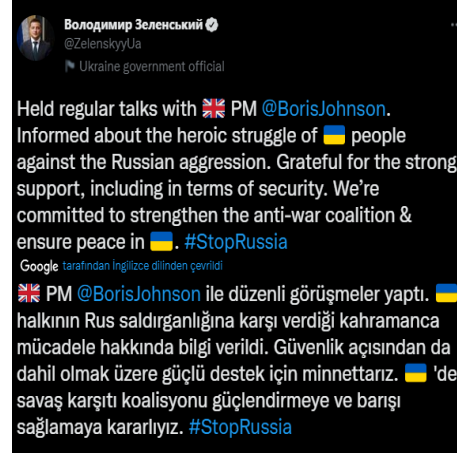 Володимир Зеленський
@ZelenskyyUa
Ukraine government official
Held regular talks with 🇬🇧 PM @BorisJohnson.
Informed about the heroic struggle of 🇺🇦 people
against the Russian aggression. Grateful for the strong
support, including in terms of security. We're
committed to strengthen the anti-war coalition &
ensure peace in 🇺🇦. #StopRussia
Google tarafından İngilizce dilinden çevrildi
🇬🇧 PM @BorisJohnson ile düzenli görüşmeler yaptı. 🇺🇦
halkının Rus saldırganlığına karşı verdiği kahramanca
mücadele hakkında bilgi verildi. Güvenlik açısından da
dahil olmak üzere güçlü destek için minnettarız. 🇺🇦 'de
savaş karşıtı koalisyonu güçlendirmeye ve barışı
sağlamaya kararlıyız. #StopRussia